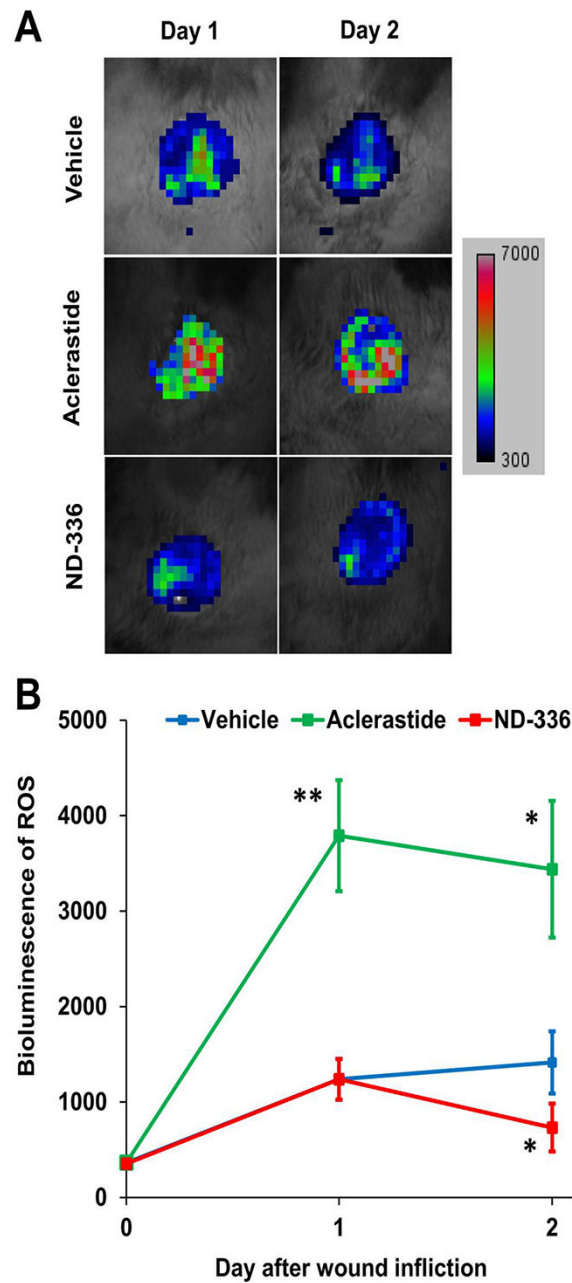 A
Day 1 Day 2
Vehicle
Aclerastide
ND-336
7000
300
B
Vehicle Aclerastide ND-336
Bioluminescence of ROS
5000
4000
3000
2000
1000
0
**
*
*
0 1 2
Day after wound infliction